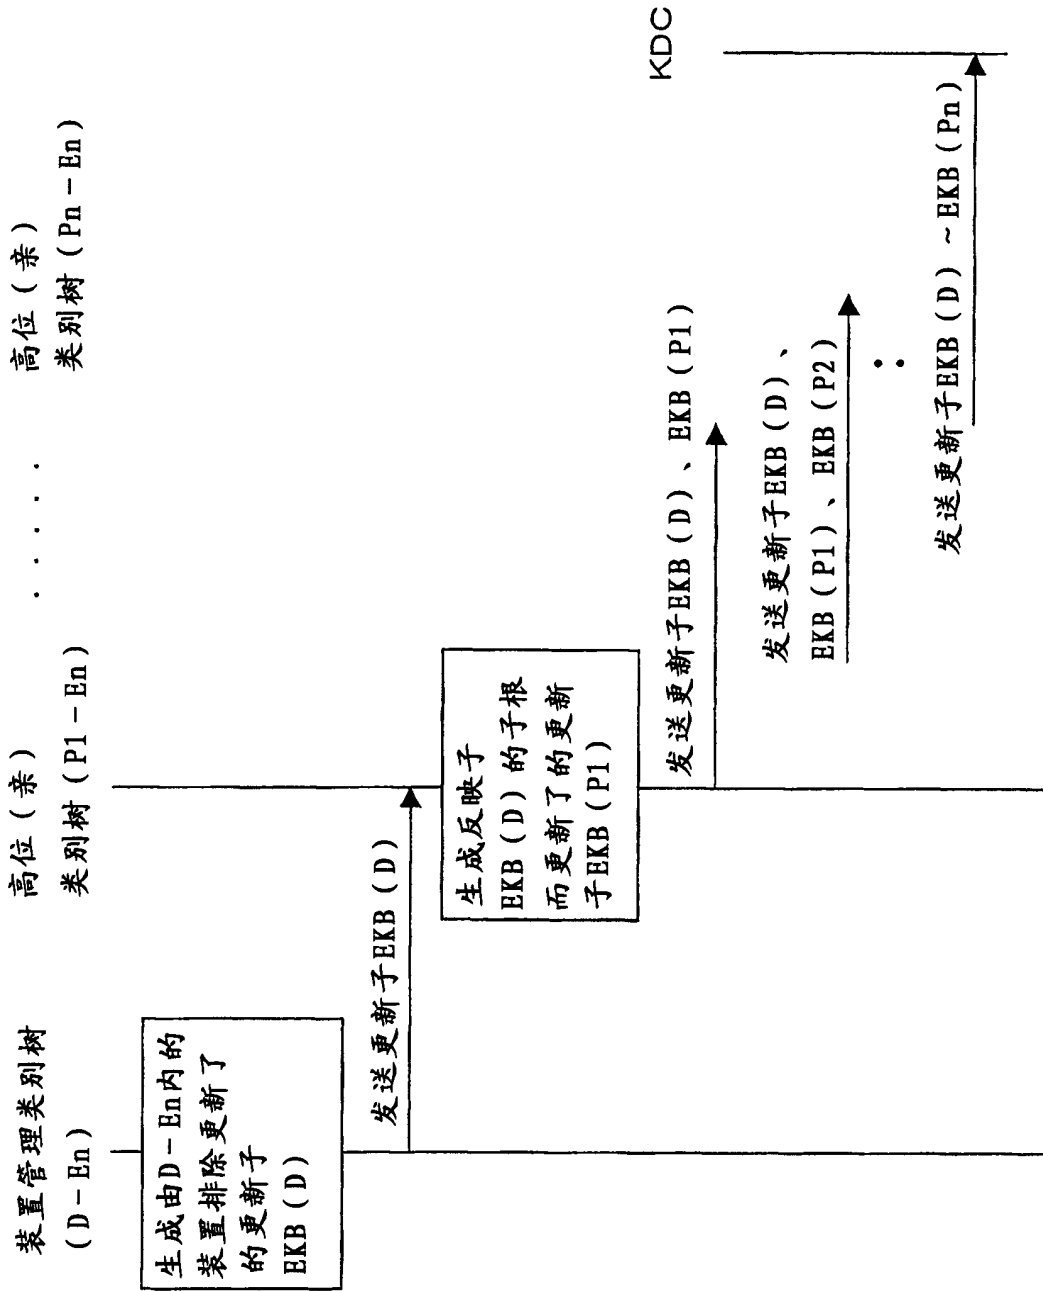 装置管理类别树
(D-En)
高位(亲)
类别树(P1-En)
· · · · ·
高位(亲)
类别树(Pn-En)
KDC
生成由D-En内的
装置排除更新了
的更新子
EKB(D)
发送更新子EKB(D)
生成反映子
EKB(D)的子根
而更新了的更新
子EKB(P1)
发送更新子EKB(D)、EKB(P1)
发送更新子EKB(D)、
EKB(P1)、EKB(P2)
:
发送更新子EKB(D)~EKB(Pn)